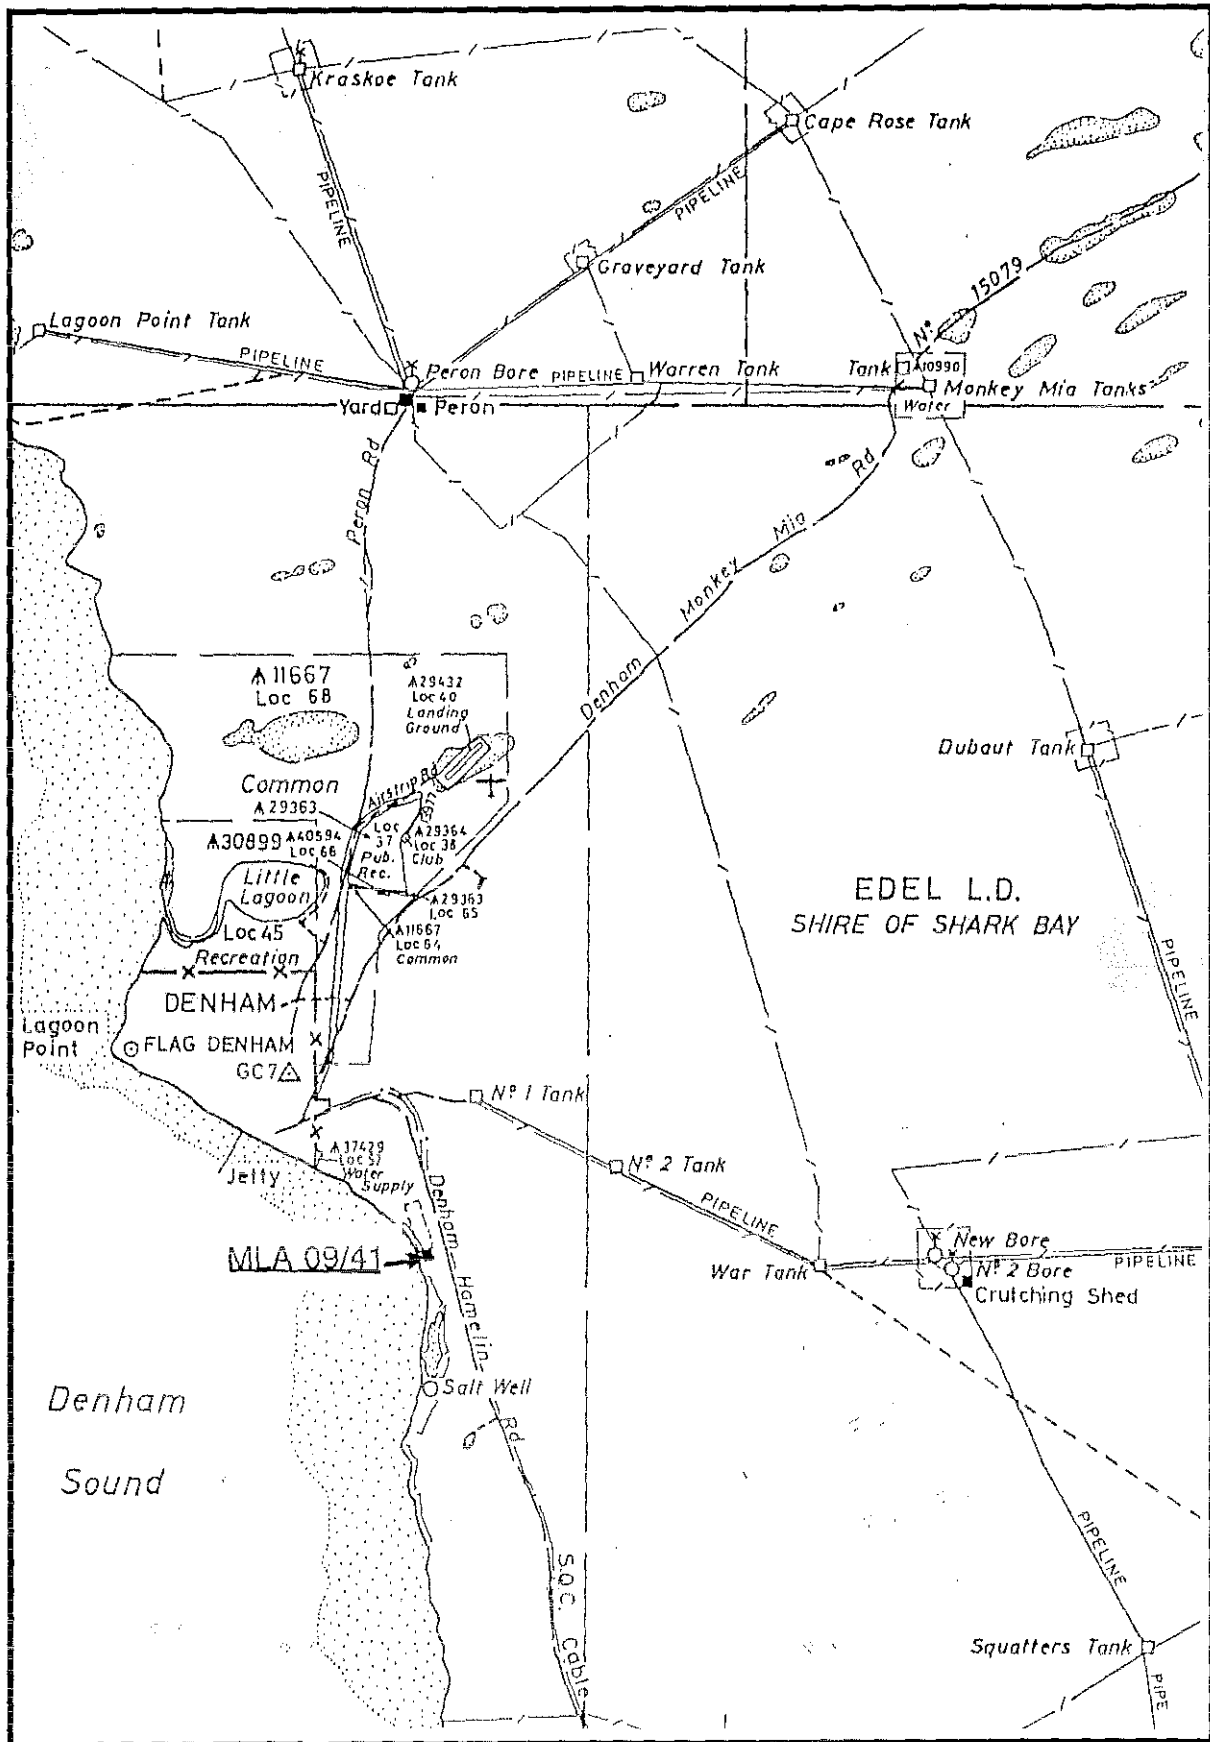 Kraskoe Tank
Cape Rose Tank
PIPELINE
PIPELINE
Graveyard Tank
Nº 15079
Lagoon Point Tank
PIPELINE
Peron Bore
PIPELINE
Warren Tank
Tank
A10990
Monkey Mia Tanks
Water
Yard
Peron
Peron Rd
Denham Monkey Mia Rd
A11667
Loc 68
A29432
Loc 40
Landing
Ground
Dubaut Tank
Common
Airstrip Rd
A29363
A30899
A40594
Loc 66
Loc
37
Pub.
Rec.
A29364
Loc 38
Club
Little
Lagoon
A29363
Loc 65
EDEL L.D.
SHIRE OF SHARK BAY
Loc 45
Recreation
A11667
Loc 64
Common
PIPELINE
DENHAM
Lagoon
Point
FLAG DENHAM
GC7
Nº 1 Tank
A37429
Loc 57
Water
Supply
Jetty
Nº 2 Tank
PIPELINE
Denham Hamelin Rd
MLA 09/41
War Tank
New Bore
PIPELINE
Nº 2 Bore
Crutching Shed
Salt Well
Denham
Sound
PIPELINE
S.Q.C. Cable
Squatters Tank
PIPE